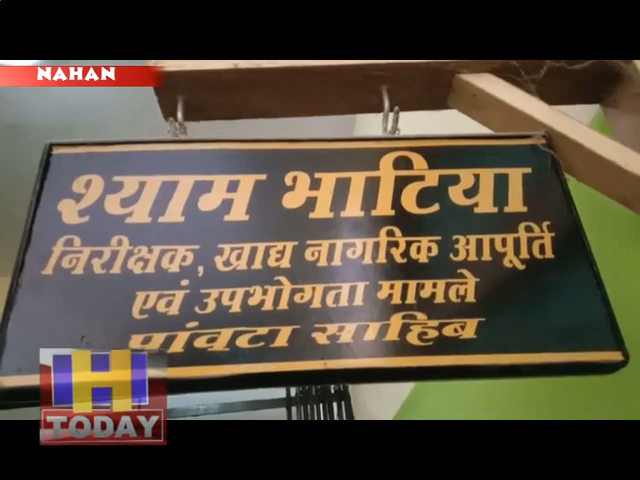 NAHAN
श्याम भाटिया
निरीक्षक, खाद्य नागरिक आपूर्ति
एवं उपभोगता मामले
पांवटा साहिब
H
TODAY